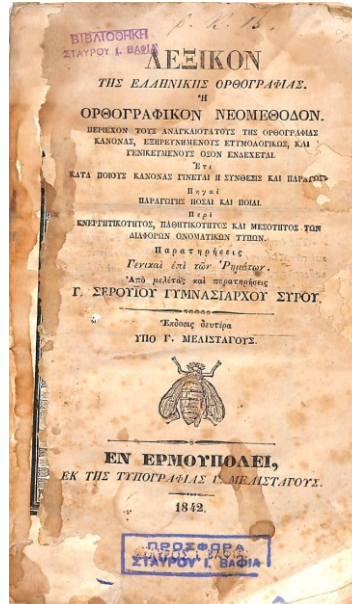 β. κ. 15.
ΒΙΒΛΙΟΘΗΚΗ
ΣΤΑΥΡΟΥ Ι. ΒΑΦΙΑ
ΛΕΞΙΚΟΝ
ΤΗΣ ΕΛΛΗΝΙΚΗΣ ΟΡΘΟΓΡΑΦΙΑΣ.
Ἢ
ΟΡΘΟΓΡΑΦΙΚΟΝ ΝΕΟΜΕΘΟΔΟΝ.
ΠΕΡΙΕΧΟΝ ΤΟΥΣ ΑΝΑΓΚΑΙΟΤΑΤΟΥΣ ΤΗΣ ΟΡΘΟΓΡΑΦΙΑΣ
ΚΑΝΟΝΑΣ, ΕΞΗΡΕΥΝΗΜΕΝΟΥΣ ΕΤΥΜΟΛΟΓΙΚΩΣ, ΚΑΙ
ΓΕΝΙΚΕΥΜΕΝΟΥΣ ΟΣΟΝ ΕΝΔΕΧΕΤΑΙ.
Ἔτι
ΚΑΤΑ ΠΟΙΟΥΣ ΚΑΝΟΝΑΣ ΓΙΝΕΤΑΙ Η ΣΥΝΘΕΣΙΣ ΚΑΙ ΠΑΡΑΓΩΓΗ
Πηγαὶ
ΠΑΡΑΓΩΓΗΣ ΠΟΣΑΙ ΚΑΙ ΠΟΙΑΙ.
Περὶ
ΕΝΕΡΓΗΤΙΚΟΤΗΤΟΣ, ΠΑΘΗΤΙΚΟΤΗΤΟΣ ΚΑΙ ΜΕΣΟΤΗΤΟΣ ΤΩΝ
ΔΙΑΦΟΡΩΝ ΟΝΟΜΑΤΙΚΩΝ ΤΥΠΩΝ.
Παρατηρήσεις
Γενικαὶ ἐπὶ τῶν Ῥημάτων.
Ἀπὸ μελέτας καὶ παρατηρήσεις
Γ. ΣΕΡΟΥΙΟΥ ΓΥΜΝΑΣΙΑΡΧΟΥ ΣΥΡΟΥ.
Ἔκδοσις δευτέρα
ΥΠΟ Γ. ΜΕΛΙΣΤΑΓΟΥΣ.
ΕΝ ΕΡΜΟΥΠΟΛΕΙ,
ΕΚ ΤΗΣ ΤΥΠΟΓΡΑΦΙΑΣ Γ. ΜΕΛΙΣΤΑΓΟΥΣ.
1842.
ΠΡΟΣΦΟΡΑ
ΣΤΑΥΡΟΥ Ι. ΒΑΦΙΑ